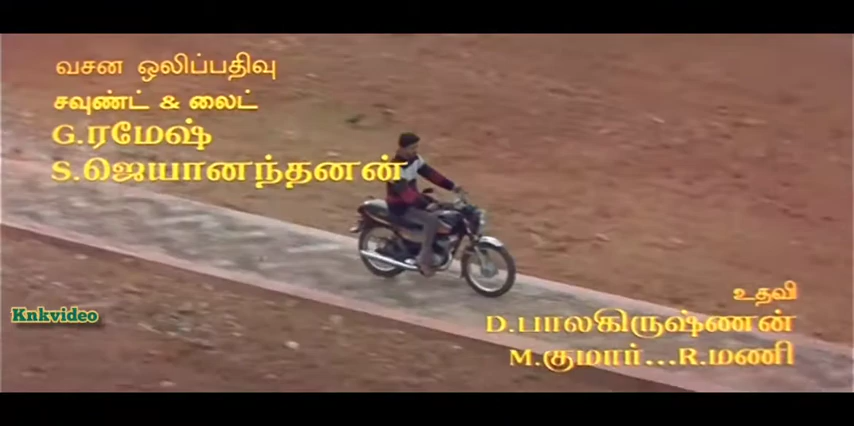 வசன ஒலிப்பதிவு
சவுண்ட் & லைட்
G.ரமேஷ்
S.ஜெயானந்தனன்
Knkvideo
உதவி
D.பாலகிருஷ்ணன்
M.குமார்...R.மணி